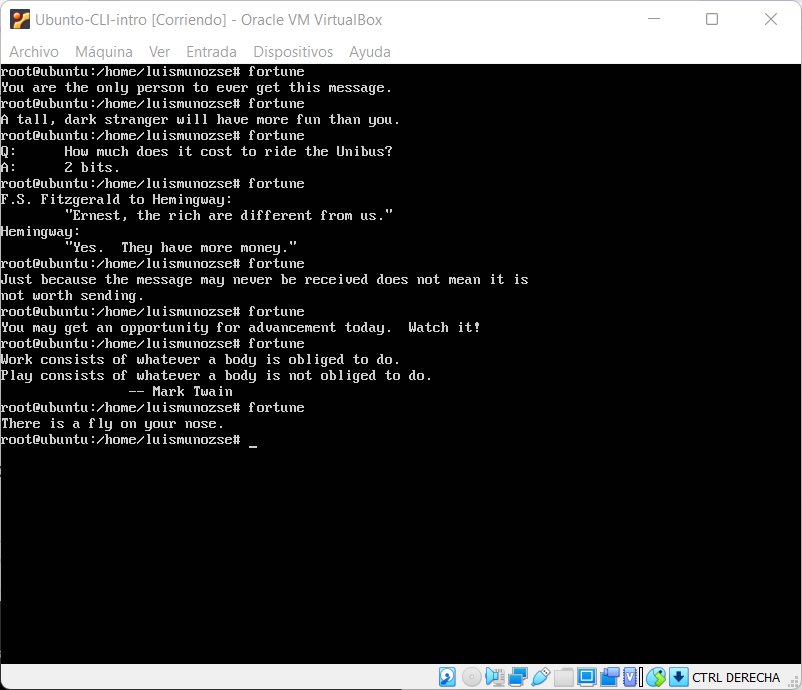 Ubunto-CLI-intro [Corriendo] - Oracle VM VirtualBox
Archivo Máquina Ver Entrada Dispositivos Ayuda
root@ubuntu:/home/luismunozse# fortune
You are the only person to ever get this message.
root@ubuntu:/home/luismunozse# fortune
A tall, dark stranger will have more fun than you.
root@ubuntu:/home/luismunozse# fortune
Q:      How much does it cost to ride the Unibus?
A:      2 bits.
root@ubuntu:/home/luismunozse# fortune
F.S. Fitzgerald to Hemingway:
        "Ernest, the rich are different from us."
Hemingway:
        "Yes.  They have more money."
root@ubuntu:/home/luismunozse# fortune
Just because the message may never be received does not mean it is
not worth sending.
root@ubuntu:/home/luismunozse# fortune
You may get an opportunity for advancement today.  Watch it!
root@ubuntu:/home/luismunozse# fortune
Work consists of whatever a body is obliged to do.
Play consists of whatever a body is not obliged to do.
                -- Mark Twain
root@ubuntu:/home/luismunozse# fortune
There is a fly on your nose.
root@ubuntu:/home/luismunozse# _
CTRL DERECHA